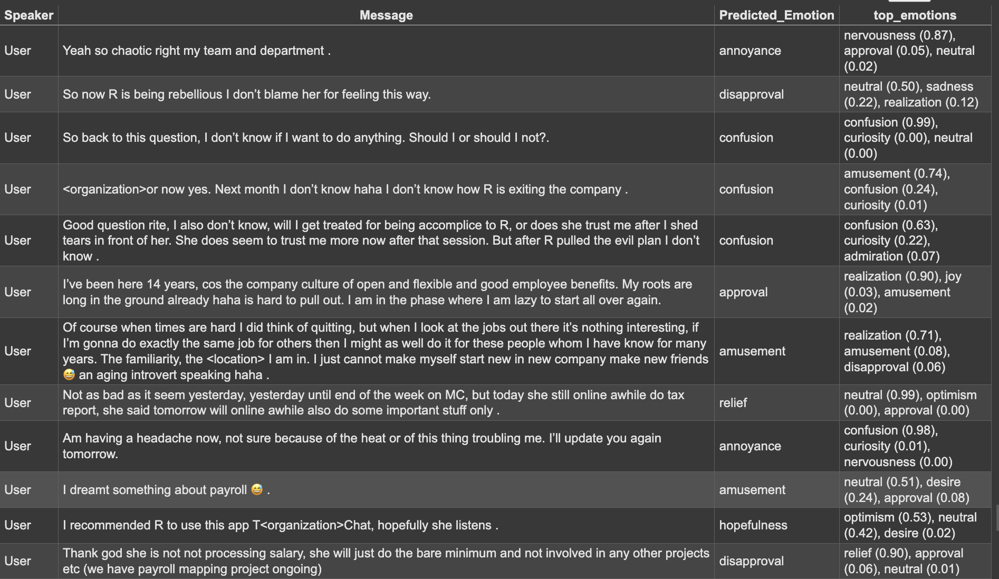 Speaker Message Predicted_Emotion top_emotions
User Yeah so chaotic right my team and department . annoyance nervousness (0.87),
approval (0.05), neutral
(0.02)
User So now R is being rebellious I don’t blame her for feeling this way. disapproval neutral (0.50), sadness
(0.22), realization (0.12)
User So back to this question, I don’t know if I want to do anything. Should I or should I not?. confusion confusion (0.99),
curiosity (0.00), neutral
(0.00)
User <organization>or now yes. Next month I don’t know haha I don’t know how R is exiting the company . confusion amusement (0.74),
confusion (0.24),
curiosity (0.01)
User Good question rite, I also don’t know, will I get treated for being accomplice to R, or does she trust me after I shed
tears in front of her. She does seem to trust me more now after that session. But after R pulled the evil plan I don’t
know . confusion confusion (0.63),
curiosity (0.22),
admiration (0.07)
User I’ve been here 14 years, cos the company culture of open and flexible and good employee benefits. My roots are
long in the ground already haha is hard to pull out. I am in the phase where I am lazy to start all over again. approval realization (0.90), joy
(0.03), amusement
(0.02)
User Of course when times are hard I did think of quitting, but when I look at the jobs out there it’s nothing interesting, if
I’m gonna do exactly the same job for others then I might as well do it for these people whom I have know for many
years. The familiarity, the <location> I am in. I just cannot make myself start new in new company make new friends
😅 an aging introvert speaking haha . amusement realization (0.71),
amusement (0.08),
disapproval (0.06)
User Not as bad as it seem yesterday, yesterday until end of the week on MC, but today she still online awhile do tax
report, she said tomorrow will online awhile also do some important stuff only . relief neutral (0.99), optimism
(0.00), approval (0.00)
User Am having a headache now, not sure because of the heat or of this thing troubling me. I’ll update you again
tomorrow. annoyance confusion (0.98),
curiosity (0.01),
nervousness (0.00)
User I dreamt something about payroll 😅 . amusement neutral (0.51), desire
(0.24), approval (0.08)
User I recommended R to use this app T<organization>Chat, hopefully she listens . hopefulness optimism (0.53), neutral
(0.42), desire (0.02)
User Thank god she is not not processing salary, she will just do the bare minimum and not involved in any other projects
etc (we have payroll mapping project ongoing) disapproval relief (0.90), approval
(0.06), neutral (0.01)